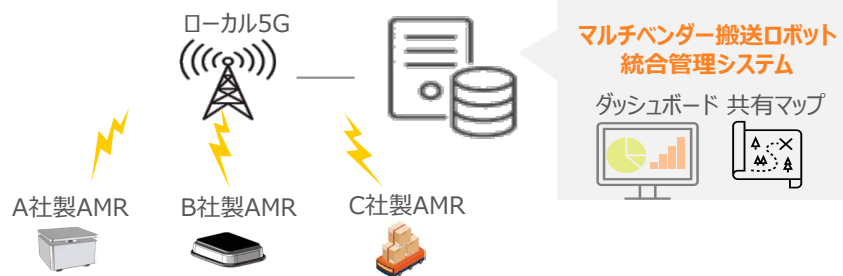 ローカル5G
マルチベンダー搬送ロボット
統合管理システム
ダッシュボード 共有マップ
A社製AMR B社製AMR C社製AMR